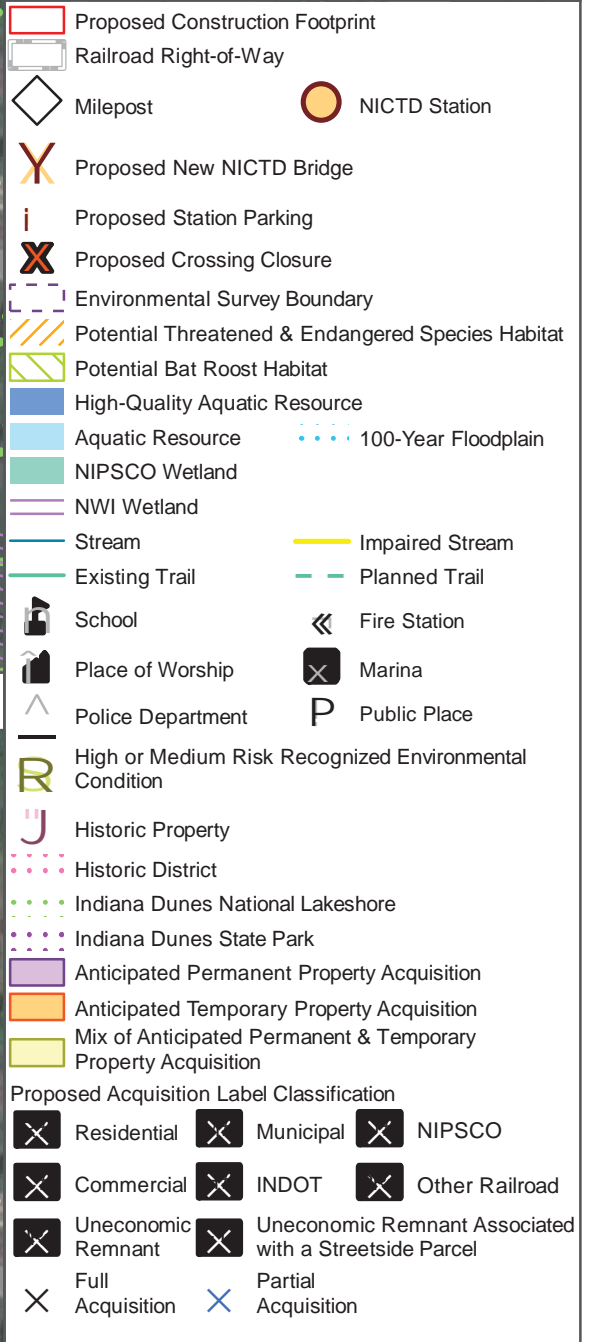 Proposed Construction Footprint
Railroad Right-of-Way
Milepost
NICTD Station
Proposed New NICTD Bridge
Proposed Station Parking
Proposed Crossing Closure
Environmental Survey Boundary
Potential Threatened & Endangered Species Habitat
Potential Bat Roost Habitat
High-Quality Aquatic Resource
Aquatic Resource
100-Year Floodplain
NIPSCO Wetland
NWI Wetland
Stream
Impaired Stream
Existing Trail
Planned Trail
School
Fire Station
Place of Worship
Marina
Police Department
P Public Place
High or Medium Risk Recognized Environmental
Condition
Historic Property
Historic District
Indiana Dunes National Lakeshore
Indiana Dunes State Park
Anticipated Permanent Property Acquisition
Anticipated Temporary Property Acquisition
Mix of Anticipated Permanent & Temporary
Property Acquisition
Proposed Acquisition Label Classification
Residential
Municipal
NIPSCO
Commercial
INDOT
Other Railroad
Uneconomic
Remnant
Uneconomic Remnant Associated
with a Streetside Parcel
Full
Acquisition
Partial
Acquisition